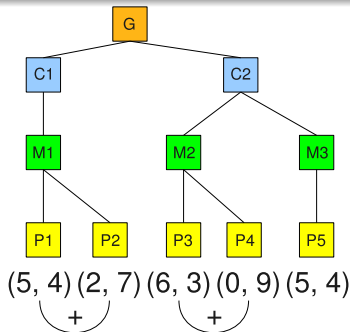 G
C1 C2
M1 M2 M3
P1 P2 P3 P4 P5
(5, 4) (2, 7) (6, 3) (0, 9) (5, 4)
+ +